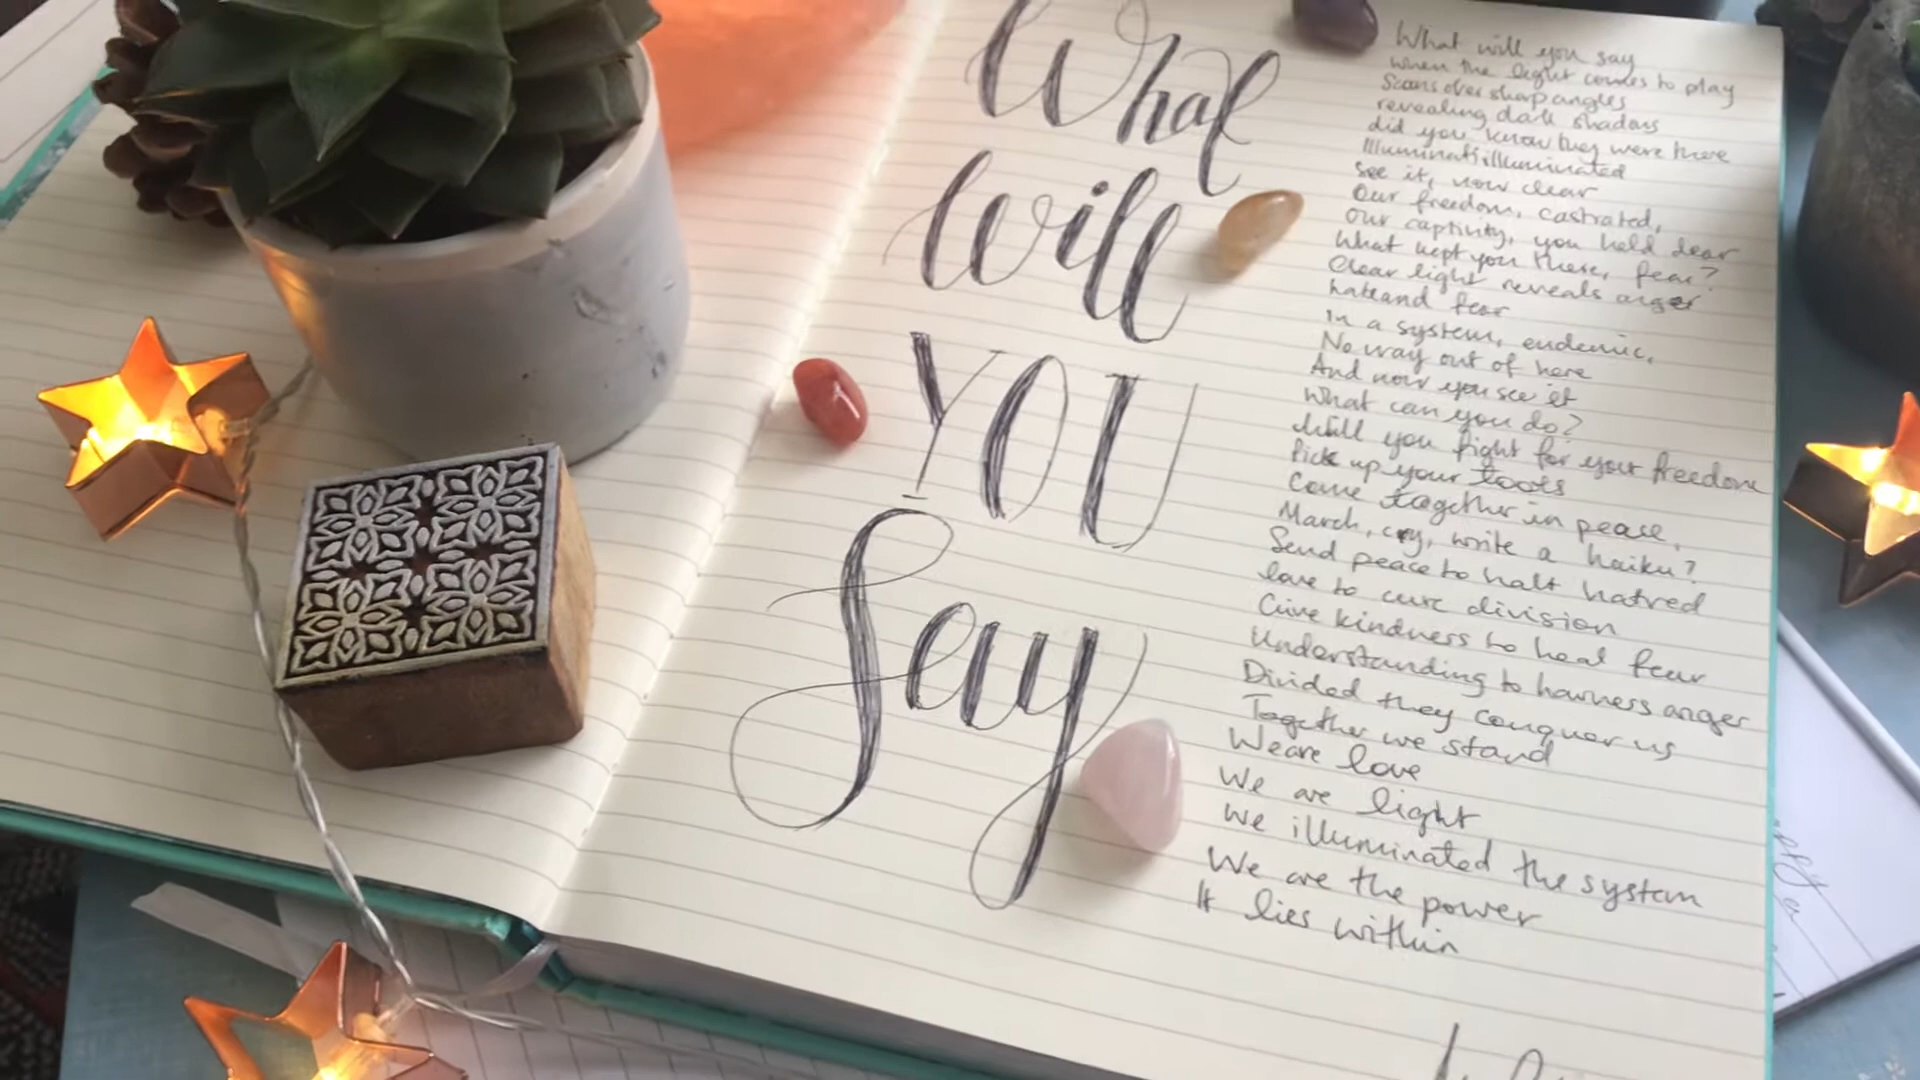 What
will
YOU
Say
What will you say
when the light comes to play
Scans over sharp angles
revealing dark shadows
did you know they were there
Illuminati illuminated
see it, now clear
Our freedom, castrated,
our captivity, you held dear
What kept you there, fear?
Clear light reveals anger
hate and fear
In a system, endemic,
No way out of here
And now you see it
What can you do?
Will you fight for your freedom
Pick up your tools
Come together in peace,
March, cry, write a haiku?
Send peace to halt hatred
love to cure division
Give kindness to heal fear
Understanding to harness anger
Divided they conquer us
Together we stand
We are love
We are light
We illuminated the system
We are the power
It lies within